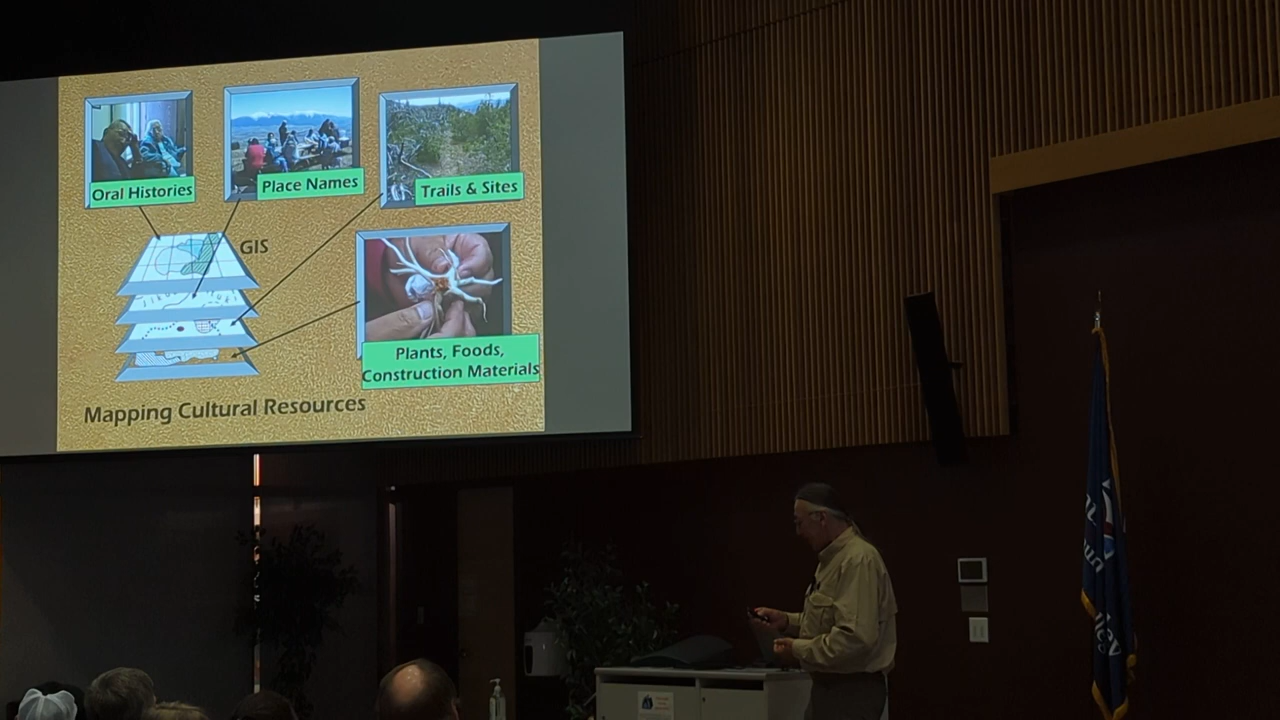 Oral Histories
Place Names
Trails & Sites
GIS
Plants, Foods,
Construction Materials
Mapping Cultural Resources